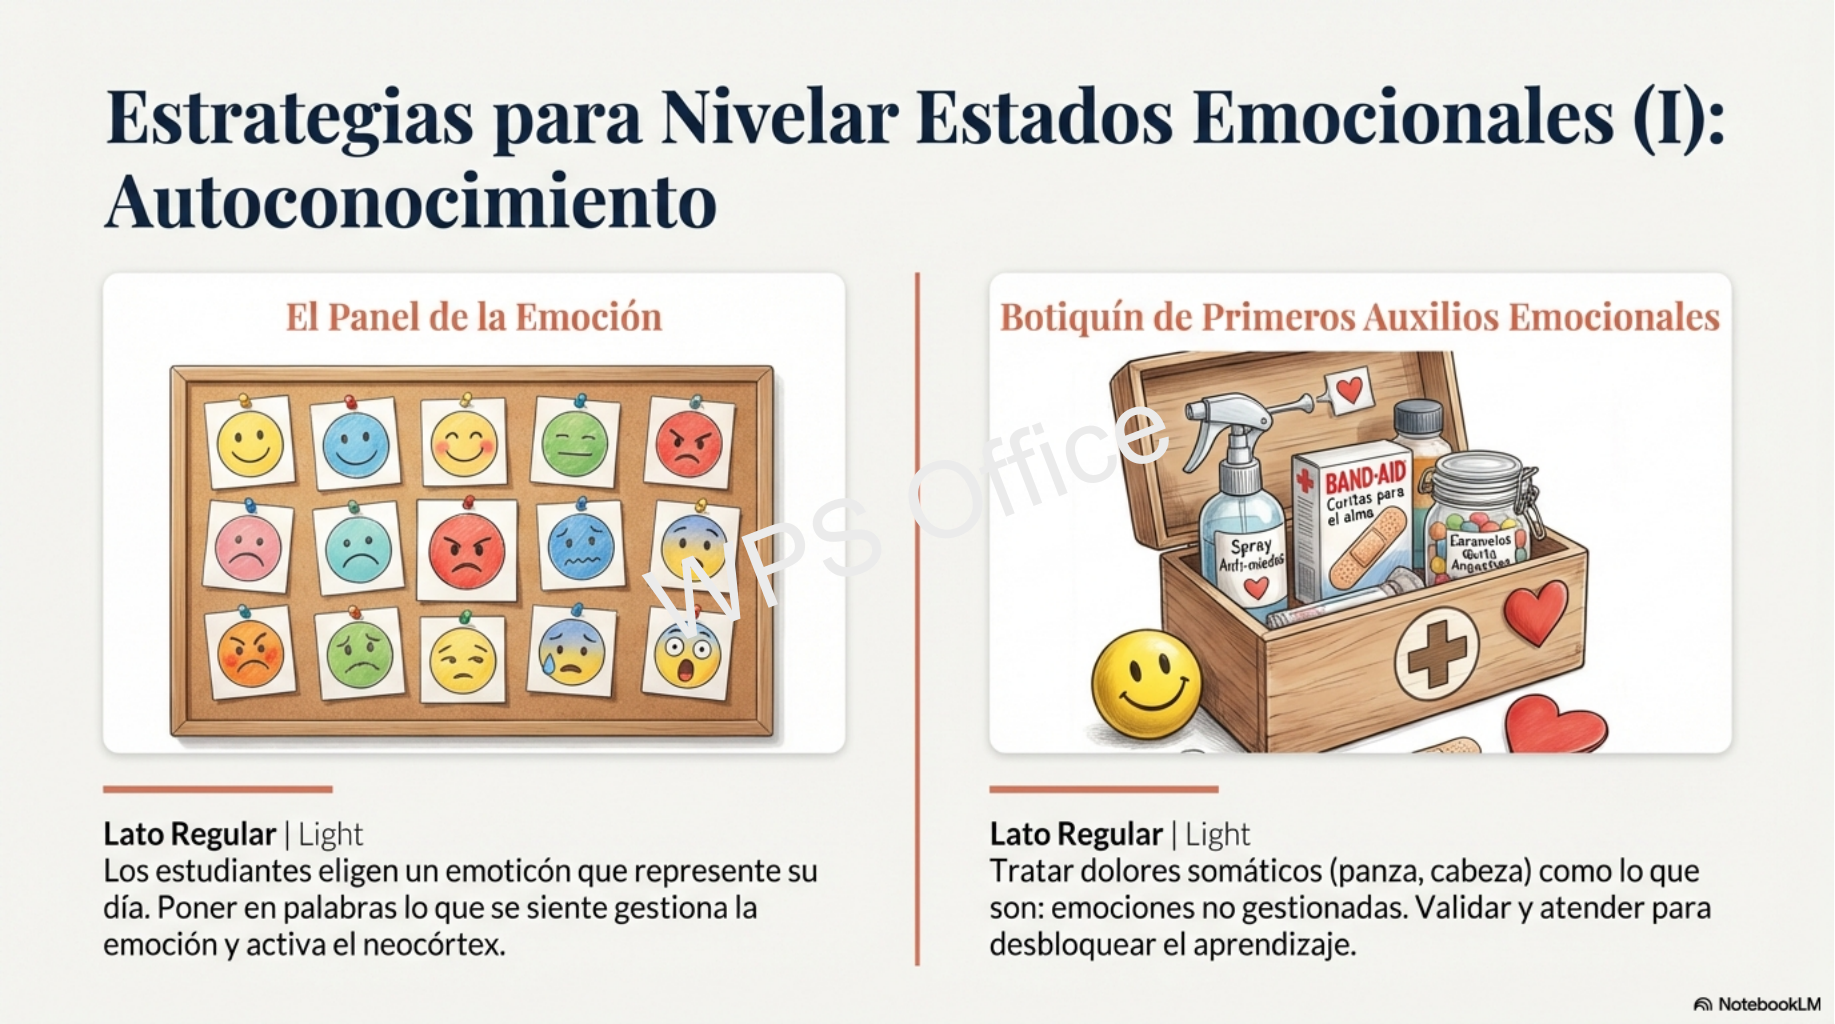 Estrategias para Nivelar Estados Emocionales (I):
Autoconocimiento
El Panel de la Emoción
Botiquín de Primeros Auxilios Emocionales
BAND-AID
Curitas para
el alma
Spray
Anti-miedos
WPS Office
Lato Regular | Light
Los estudiantes eligen un emoticón que represente su
día. Poner en palabras lo que se siente gestiona la
emoción y activa el neocórtex.
Lato Regular | Light
Tratar dolores somáticos (panza, cabeza) como lo que
son: emociones no gestionadas. Validar y atender para
desbloquear el aprendizaje.
NotebookLM